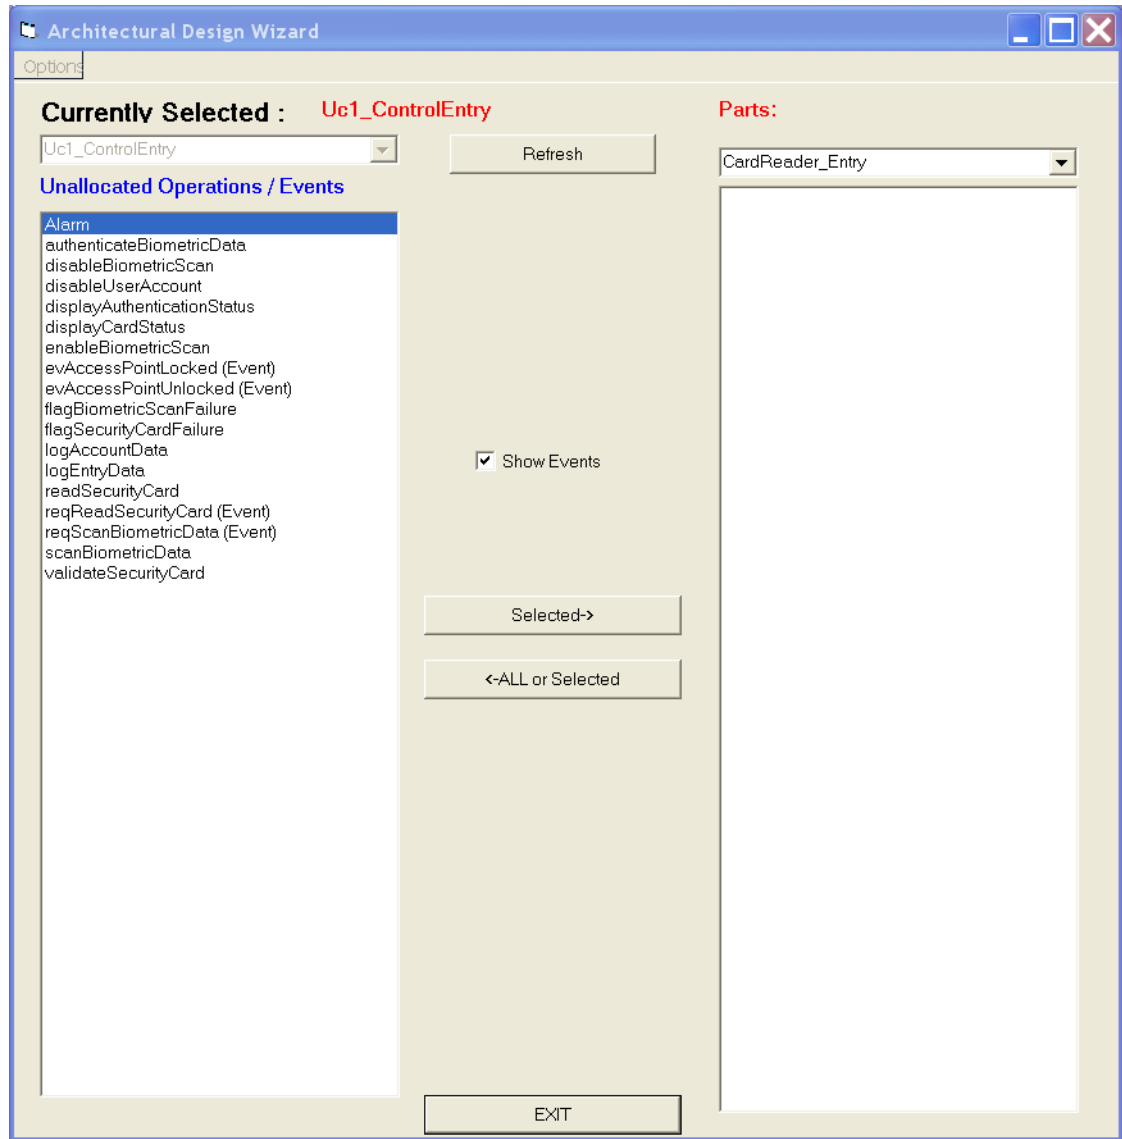 Architectural Design Wizard
Options
Currently Selected :
Uc1_ControlEntry
Parts:
Uc1_ControlEntry
Refresh
CardReader_Entry
Unallocated Operations / Events
Alarm
authenticateBiometricData
disableBiometricScan
disableUserAccount
displayAuthenticationStatus
displayCardStatus
enableBiometricScan
evAccessPointLocked (Event)
evAccessPointUnlocked (Event)
flagBiometricScanFailure
flagSecurityCardFailure
logAccountData
logEntryData
readSecurityCard
reqReadSecurityCard (Event)
reqScanBiometricData (Event)
scanBiometricData
validateSecurityCard
Show Events
Selected->
<-ALL or Selected
EXIT